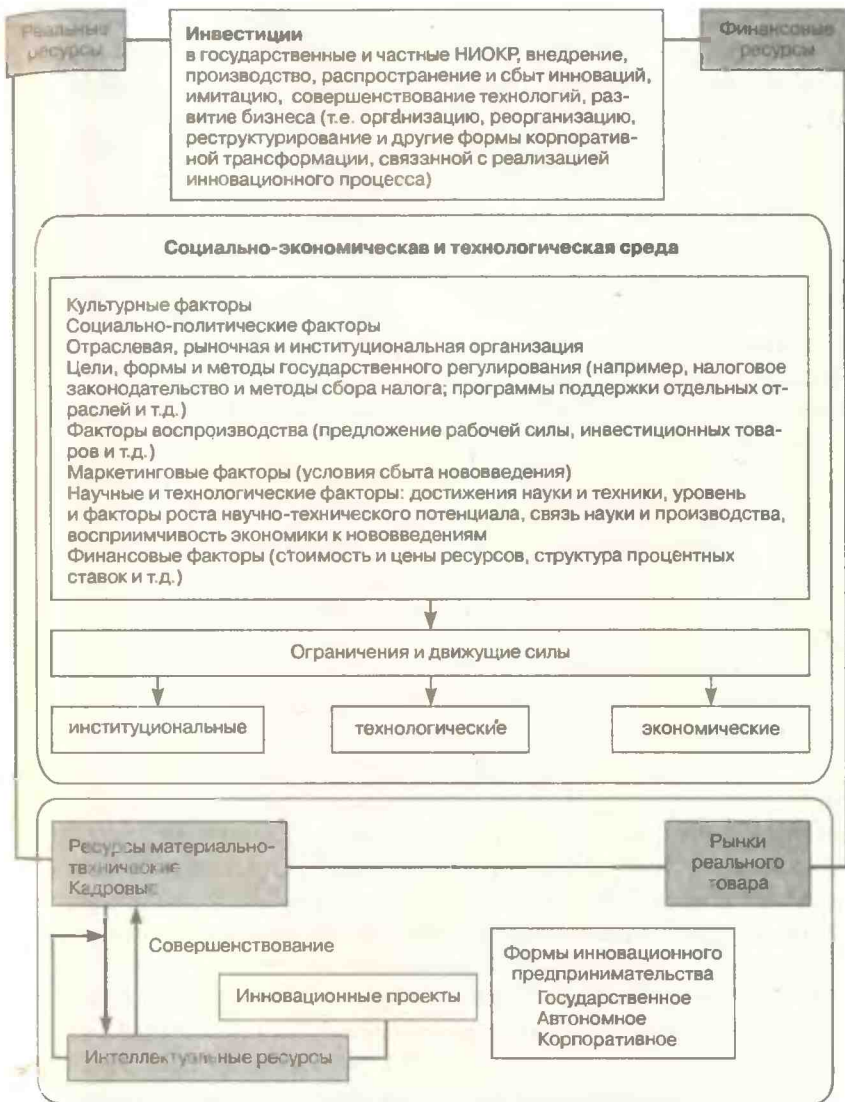 Реальные
ресурсы
Инвестиции
в государственные и частные НИОКР, внедрение,
производство, распространение и сбыт инноваций,
имитацию, совершенствование технологий, раз-
витие бизнеса (т.е. организацию, реорганизацию,
реструктурирование и другие формы корпоратив-
ной трансформации, связанной с реализацией
инновационного процесса)
Финансовые
ресурсы
Социально-экономическав и технологическая среда
Культурные факторы
Социально-политические факторы
Отраслевая, рыночная и институциональная организация
Цели, формы и методы государственного регулирования (например, налоговое
законодательство и методы сбора налога; программы поддержки отдельных от-
раслей и т.д.)
Факторы воспроизводства (предложение рабочей силы, инвестиционных това-
ров и т.д.)
Маркетинговые факторы (условия сбыта нововведения)
Научные и технологические факторы: достижения науки и техники, уровень
и факторы роста нвучно-технического потенциала, связь науки и производства,
восприимчивость экономики к нововведениям
Финансовые факторы (стоимость и цены ресурсов, структура процентных
ставок и т.д.)
Ограничения и движущие силы
институциональные
технологические
экономические
Ресурсы материально-
твхнические
Кадровые
Рынки
реального
товара
Совершенствование
Инновационные проекты
Интеллектуальные ресурсы
Формы инновационного
предпринимательства
Государственное
Автономное
Корпоративное